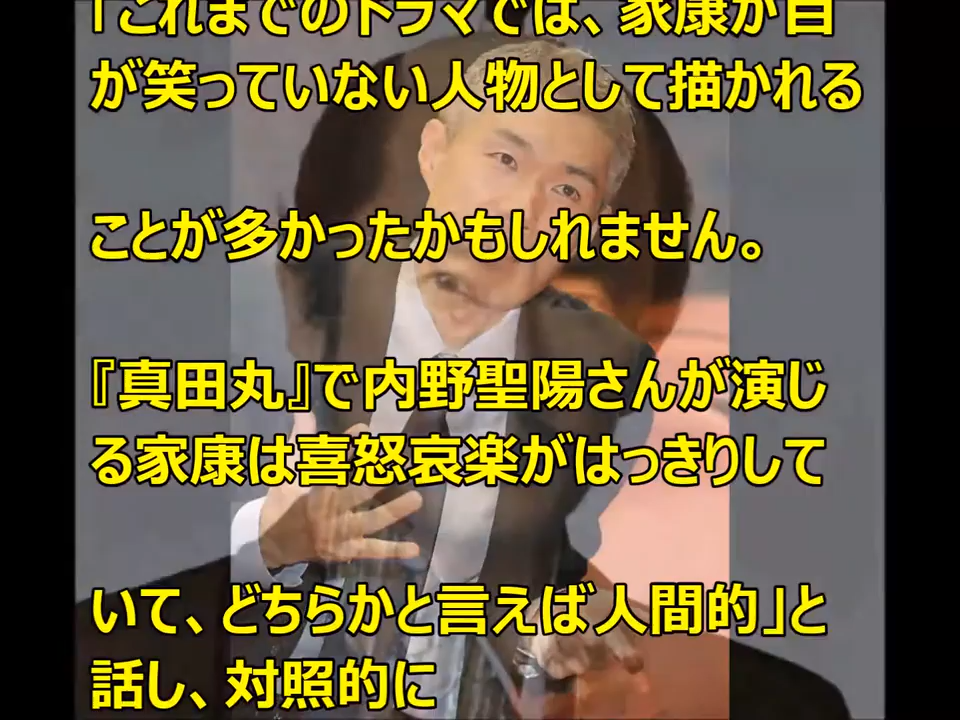 「これまでのドラマでは、家康が目
が笑っていない人物として描かれる
ことが多かったかもしれません。
『真田丸』で内野聖陽さんが演じ
る家康は喜怒哀楽がはっきりして
いて、どちらかと言えば人間的」と
話し、対照的に